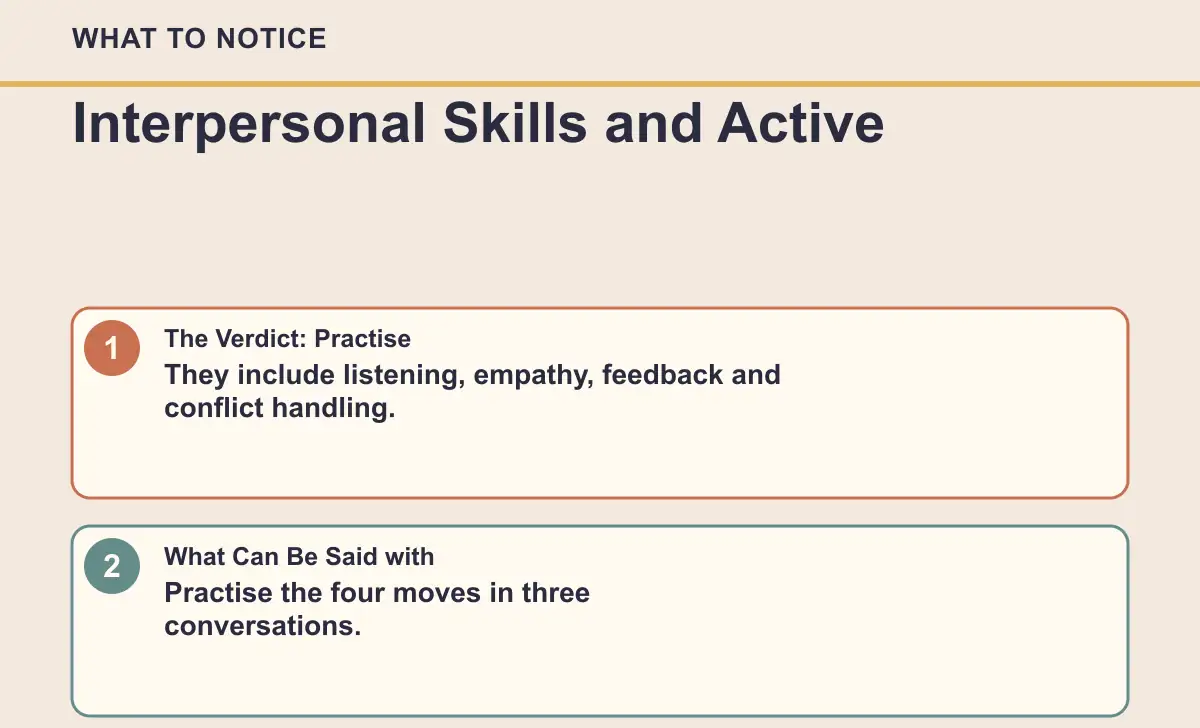 WHAT TO NOTICE
Interpersonal Skills and Active
1
The Verdict: Practise
They include listening, empathy, feedback and
conflict handling.
2
What Can Be Said with
Practise the four moves in three
conversations.